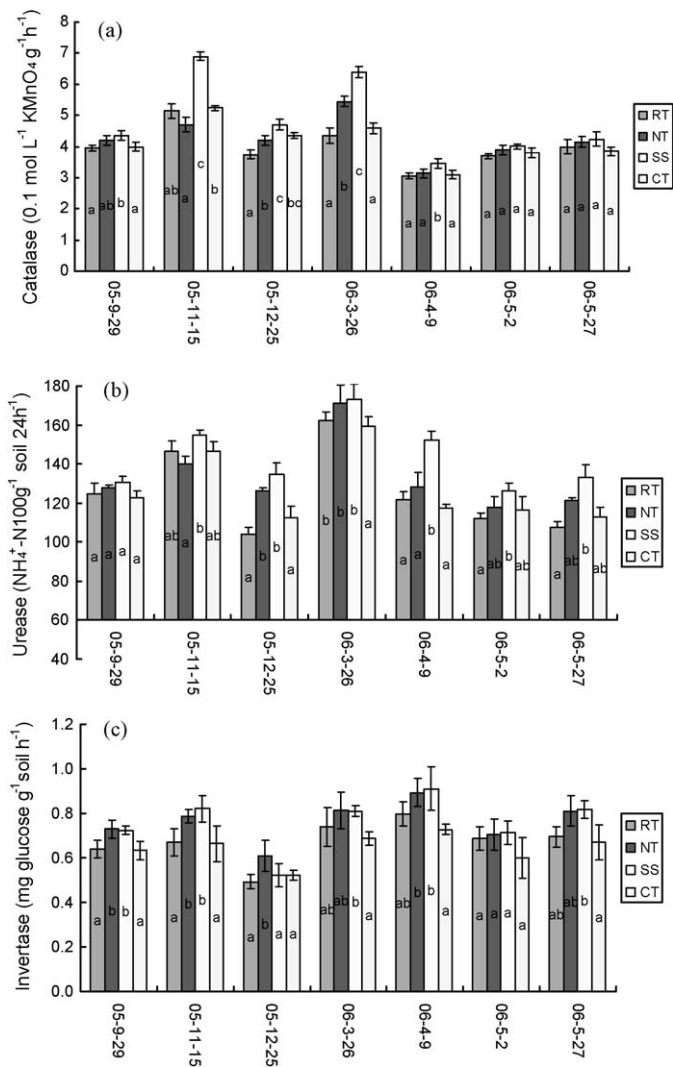 (a)
Catalase (0.1 mol L⁻¹ KMnO₄ g⁻¹h⁻¹)
8
7
6
5
4
3
2
1
0
a ab b a
ab a c b
a b c bc
a b c a
a a b a
a a a a
a a a a
RT
NT
SS
CT
05-9-29
05-11-15
05-12-25
06-3-26
06-4-9
06-5-2
06-5-27
(b)
Urease (NH₄⁺-N100g⁻¹ soil 24h⁻¹)
180
160
140
120
100
80
60
40
a a a a
ab a b ab
a b b a
b b b a
a a b a
a ab b ab
a ab b ab
RT
NT
SS
CT
05-9-29
05-11-15
05-12-25
06-3-26
06-4-9
06-5-2
06-5-27
(c)
Invertase (mg glucose g⁻¹soil h⁻¹)
1.2
1.0
0.8
0.6
0.4
0.2
0.0
a b b a
a b b a
a b a a
ab ab b a
ab b b a
a a a a
ab ab b a
RT
NT
SS
CT
05-9-29
05-11-15
05-12-25
06-3-26
06-4-9
06-5-2
06-5-27